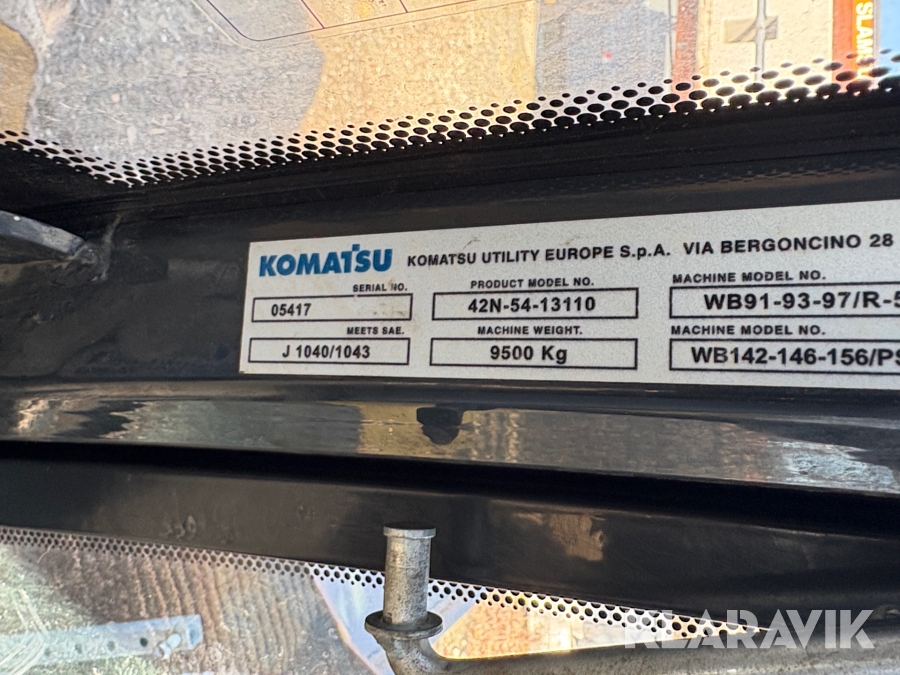 SLAW
KOMATSU KOMATSU UTILITY EUROPE S.p.A. VIA BERGONCINO 28
SERIAL NO. PRODUCT MODEL NO. MACHINE MODEL NO.
05417 42N-54-13110 WB91-93-97/R-5
MEETS SAE. MACHINE WEIGHT. MACHINE MODEL NO.
J 1040/1043 9500 Kg WB142-146-156/PS
KLARAVIK